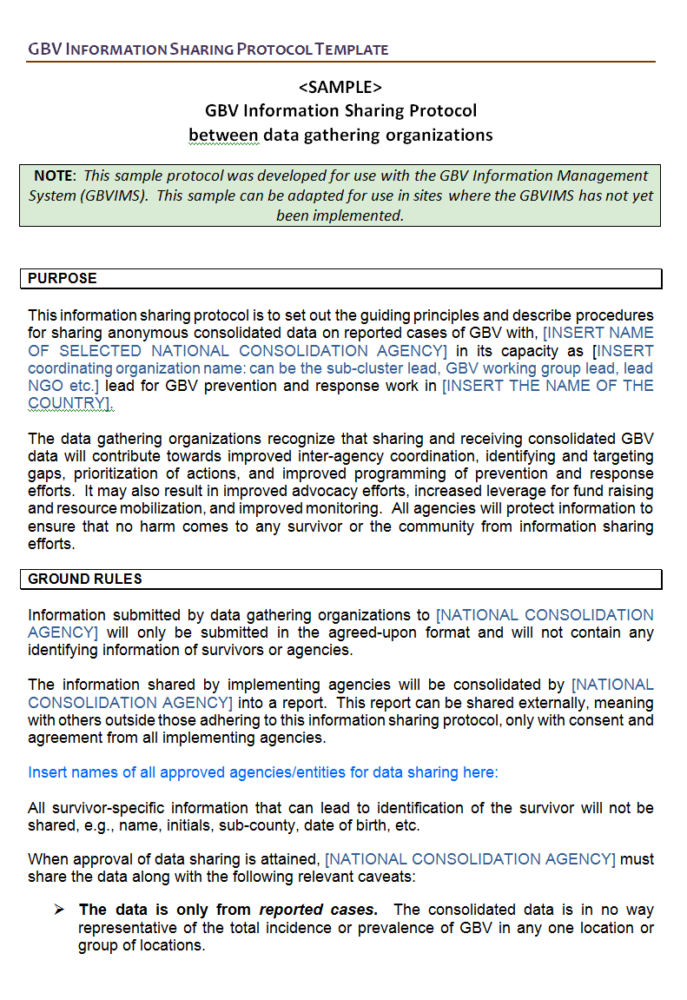 GBV INFORMATION SHARING PROTOCOL TEMPLATE
<SAMPLE>
GBV Information Sharing Protocol
between data gathering organizations
NOTE: This sample protocol was developed for use with the GBV Information Management
System (GBVIMS). This sample can be adapted for use in sites where the GBVIMS has not yet
been implemented.
PURPOSE
This information sharing protocol is to set out the guiding principles and describe procedures
for sharing anonymous consolidated data on reported cases of GBV with, [INSERT NAME
OF SELECTED NATIONAL CONSOLIDATION AGENCY] in its capacity as [INSERT
coordinating organization name: can be the sub-cluster lead, GBV working group lead, lead
NGO etc.] lead for GBV prevention and response work in [INSERT THE NAME OF THE
COUNTRY].
The data gathering organizations recognize that sharing and receiving consolidated GBV
data will contribute towards improved inter-agency coordination, identifying and targeting
gaps, prioritization of actions, and improved programming of prevention and response
efforts. It may also result in improved advocacy efforts, increased leverage for fund raising
and resource mobilization, and improved monitoring. All agencies will protect information to
ensure that no harm comes to any survivor or the community from information sharing
efforts.
GROUND RULES
Information submitted by data gathering organizations to [NATIONAL CONSOLIDATION
AGENCY] will only be submitted in the agreed-upon format and will not contain any
identifying information of survivors or agencies.
The information shared by implementing agencies will be consolidated by [NATIONAL
CONSOLIDATION AGENCY] into a report. This report can be shared externally, meaning
with others outside those adhering to this information sharing protocol, only with consent and
agreement from all implementing agencies.
Insert names of all approved agencies/entities for data sharing here:
All survivor-specific information that can lead to identification of the survivor will not be
shared, e.g., name, initials, sub-county, date of birth, etc.
When approval of data sharing is attained, [NATIONAL CONSOLIDATION AGENCY] must
share the data along with the following relevant caveats:
➢ The data is only from reported cases. The consolidated data is in no way
representative of the total incidence or prevalence of GBV in any one location or
group of locations.